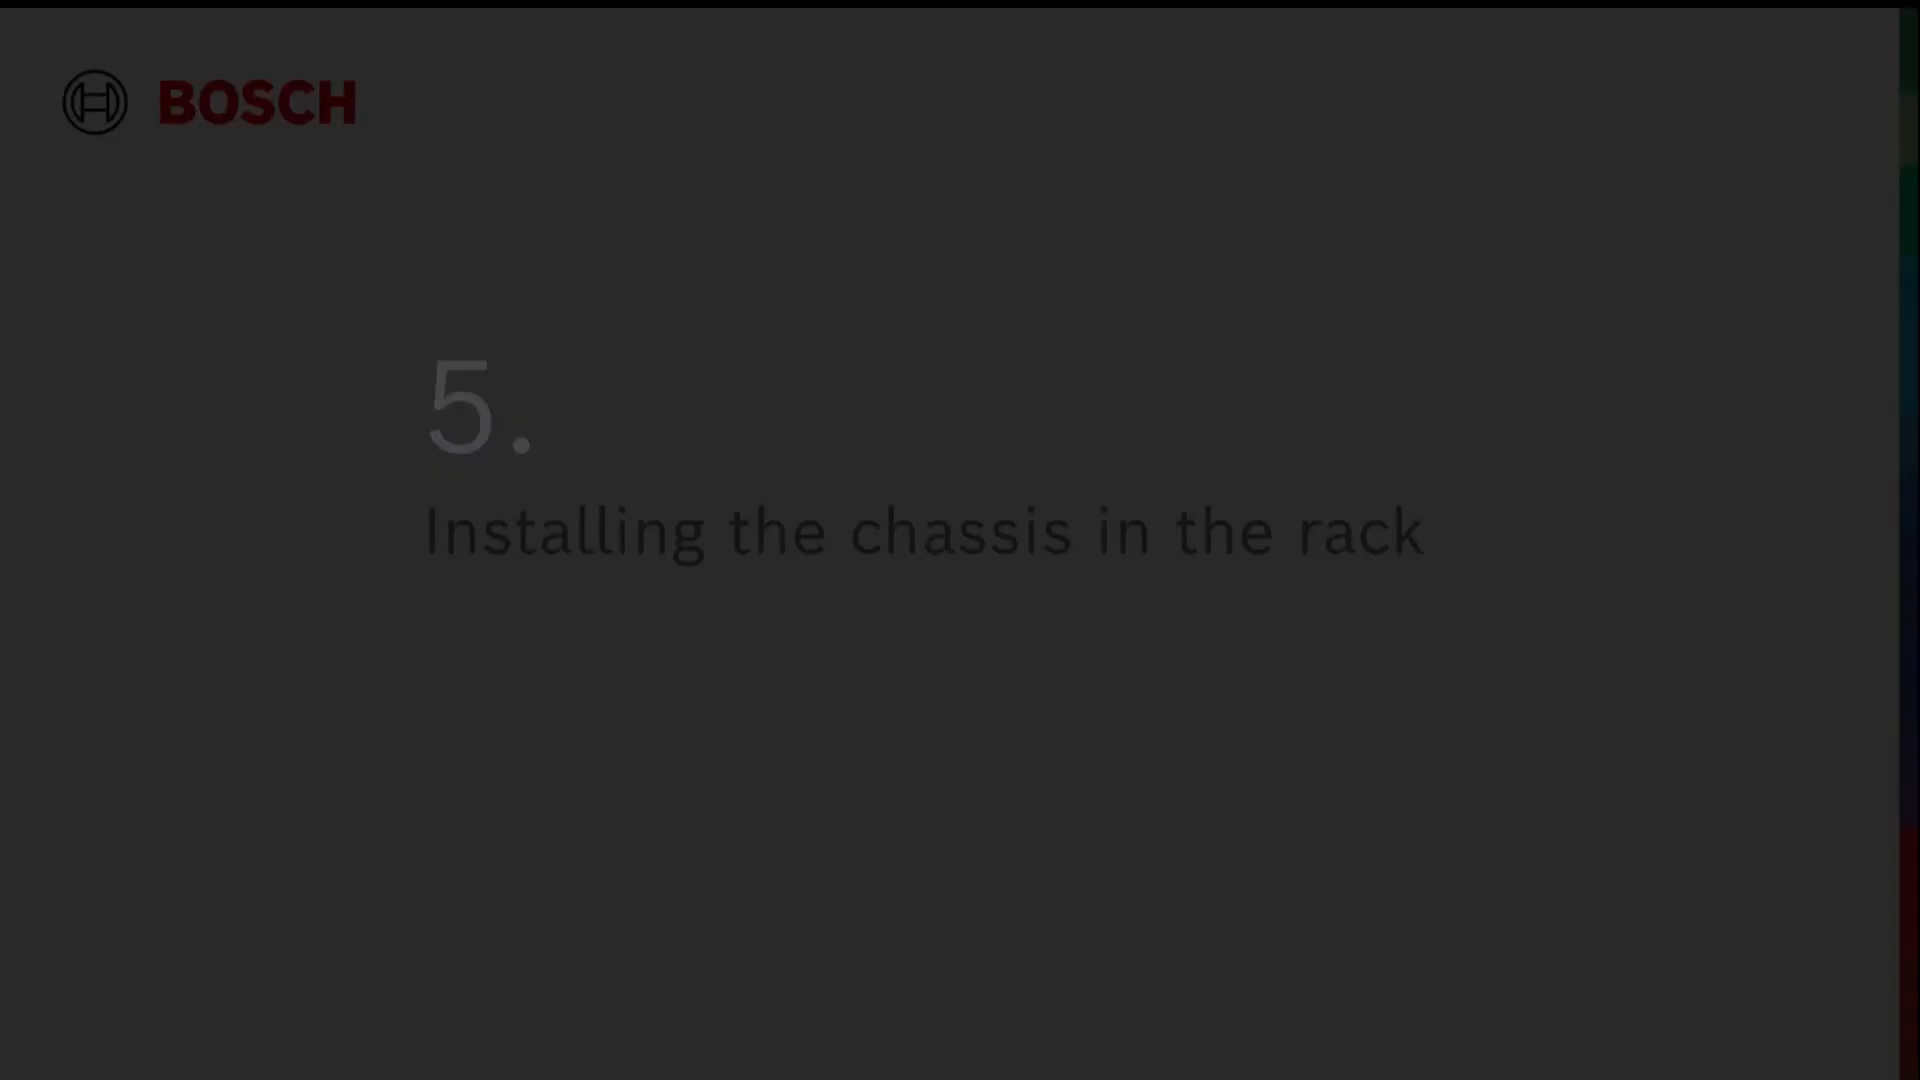 BOSCH
5.
Installing the chassis in the rack